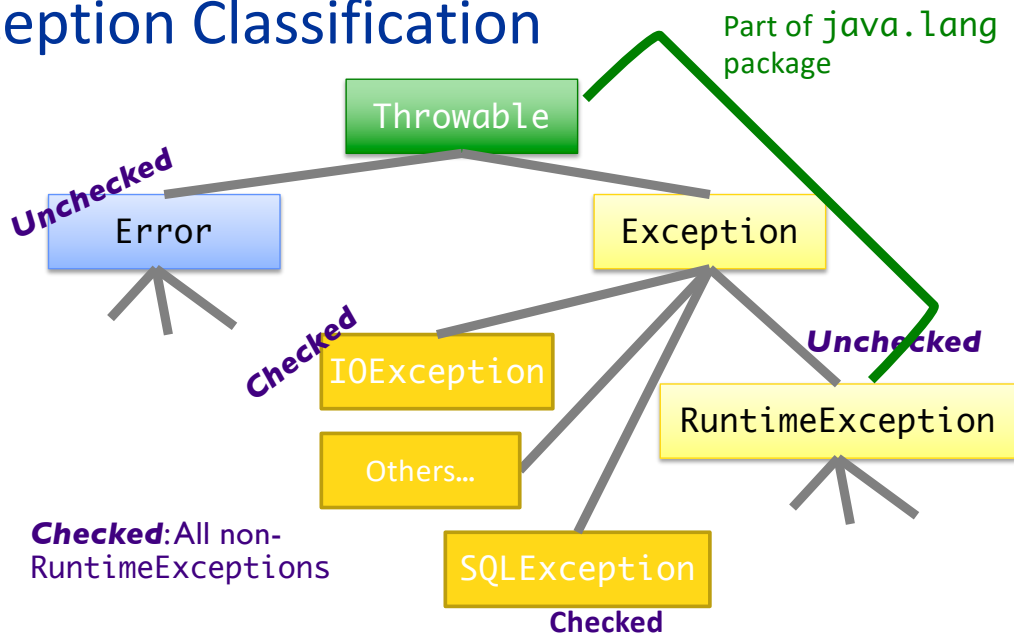 eption Classification
Part of java.lang
package
Throwable
Unchecked
Error
Exception
Checked
Unchecked
IOException
RuntimeException
Others…
Checked: All non-
RuntimeExceptions
SQLException
Checked